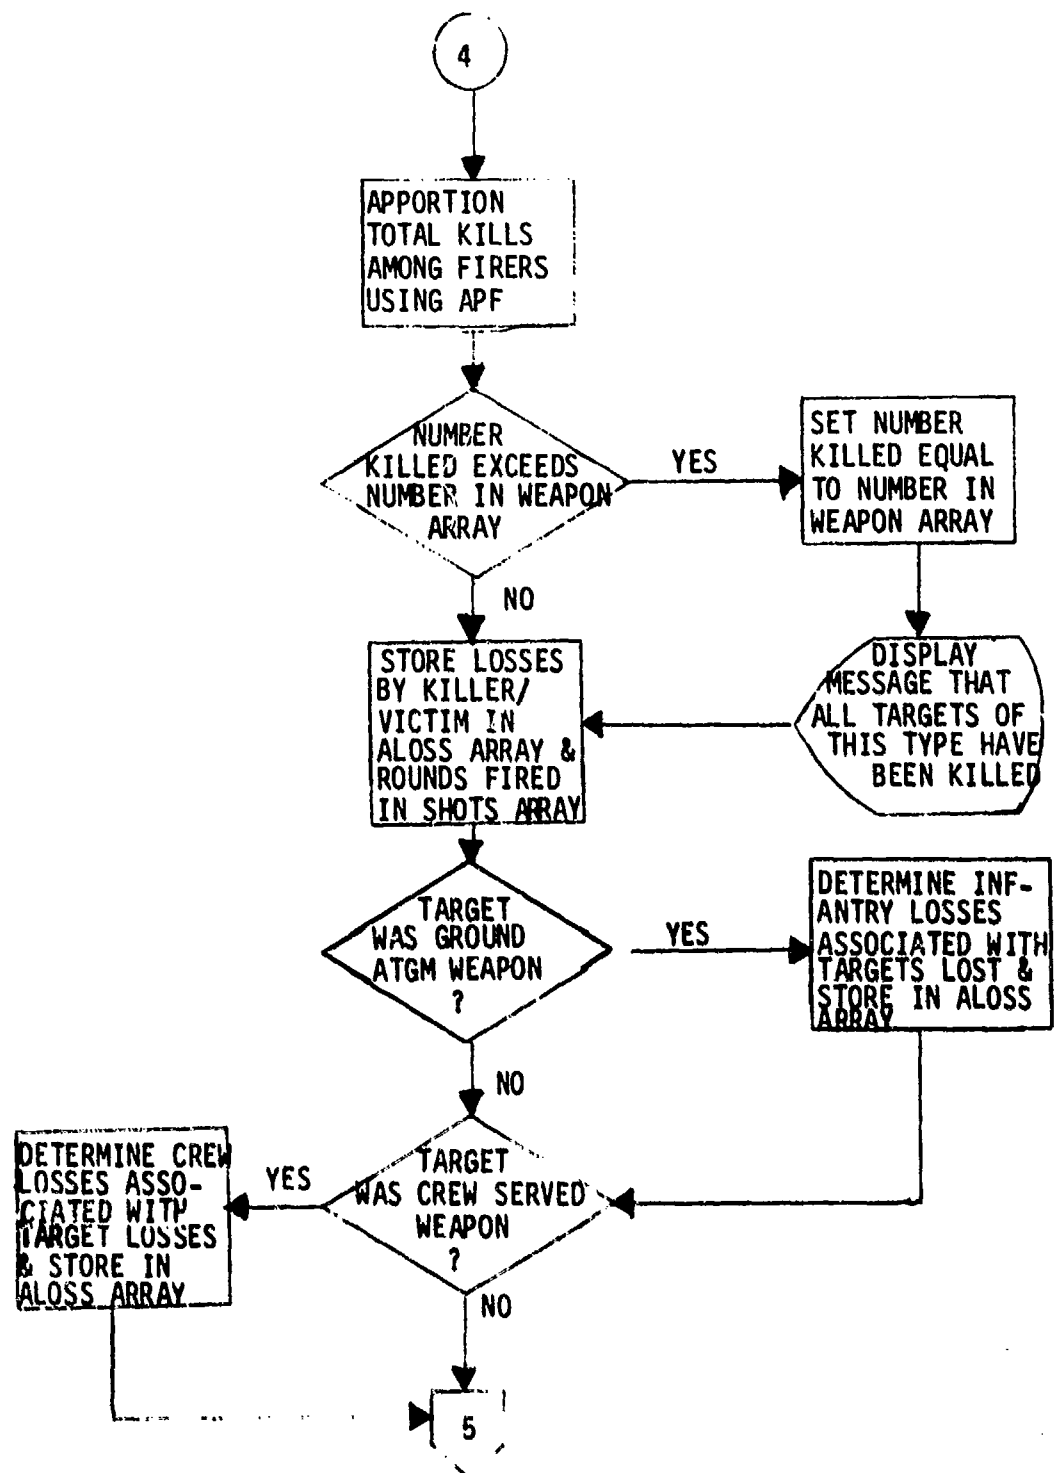 4
APPORTION
TOTAL KILLS
AMONG FIRERS
USING APF
NUMBER
KILLED EXCEEDS
NUMBER IN WEAPON
ARRAY
YES
SET NUMBER
KILLED EQUAL
TO NUMBER IN
WEAPON ARRAY
NO
DISPLAY
MESSAGE THAT
ALL TARGETS OF
THIS TYPE HAVE
BEEN KILLED
STORE LOSSES
BY KILLER/
VICTIM IN
ALOSS ARRAY &
ROUNDS FIRED
IN SHOTS ARRAY
TARGET
WAS GROUND
ATGM WEAPON
?
YES
DETERMINE INF-
ANTRY LOSSES
ASSOCIATED WITH
TARGETS LOST &
STORE IN ALOSS
ARRAY
NO
TARGET
WAS CREW SERVED
WEAPON
?
YES
DETERMINE CREW
LOSSES ASSO-
CIATED WITH
TARGET LOSSES
& STORE IN
ALOSS ARRAY
NO
5